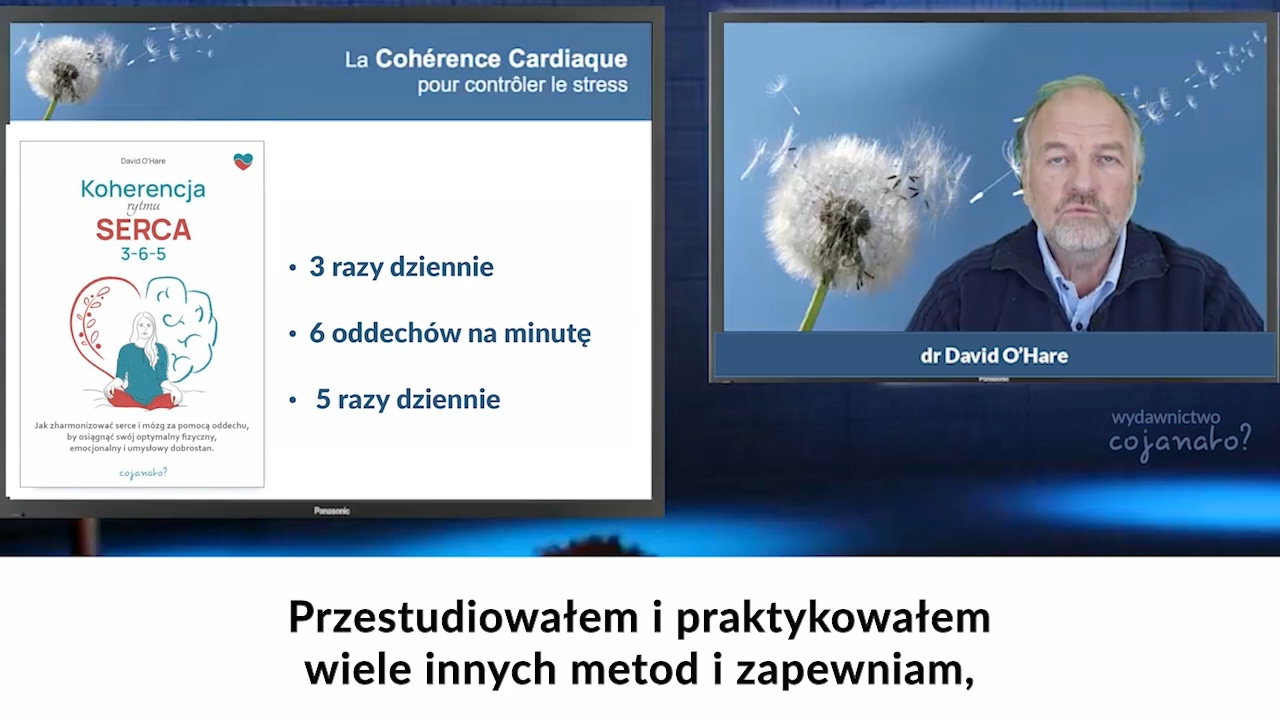 La Cohérence Cardiaque
pour contrôler le stress
David O'Hare
Koherencja
rytmu
SERCA
3-6-5
Jak zharmonizować serce i mózg za pomocą oddechu,
by osiągnąć swój optymalny fizyczny,
emocjonalny i umysłowy dobrostan.
cojanato?
• 3 razy dziennie
• 6 oddechów na minutę
• 5 razy dziennie
Panasonic
dr David O'Hare
Panasonic
wydawnictwo
cojanato?
Przestudiowałem i praktykowałem
wiele innych metod i zapewniam,